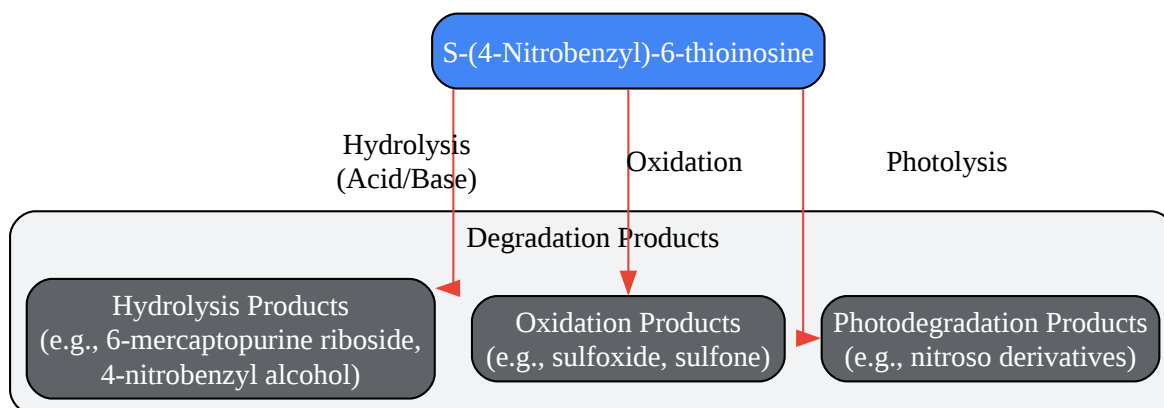 S-(4-Nitrobenzyl)-6-thioinosine
Hydrolysis
(Acid/Base)
Oxidation
Photolysis
Degradation Products
Hydrolysis Products
(e.g., 6-mercaptopurine riboside,
4-nitrobenzyl alcohol)
Oxidation Products
(e.g., sulfoxide, sulfone)
Photodegradation Products
(e.g., nitroso derivatives)